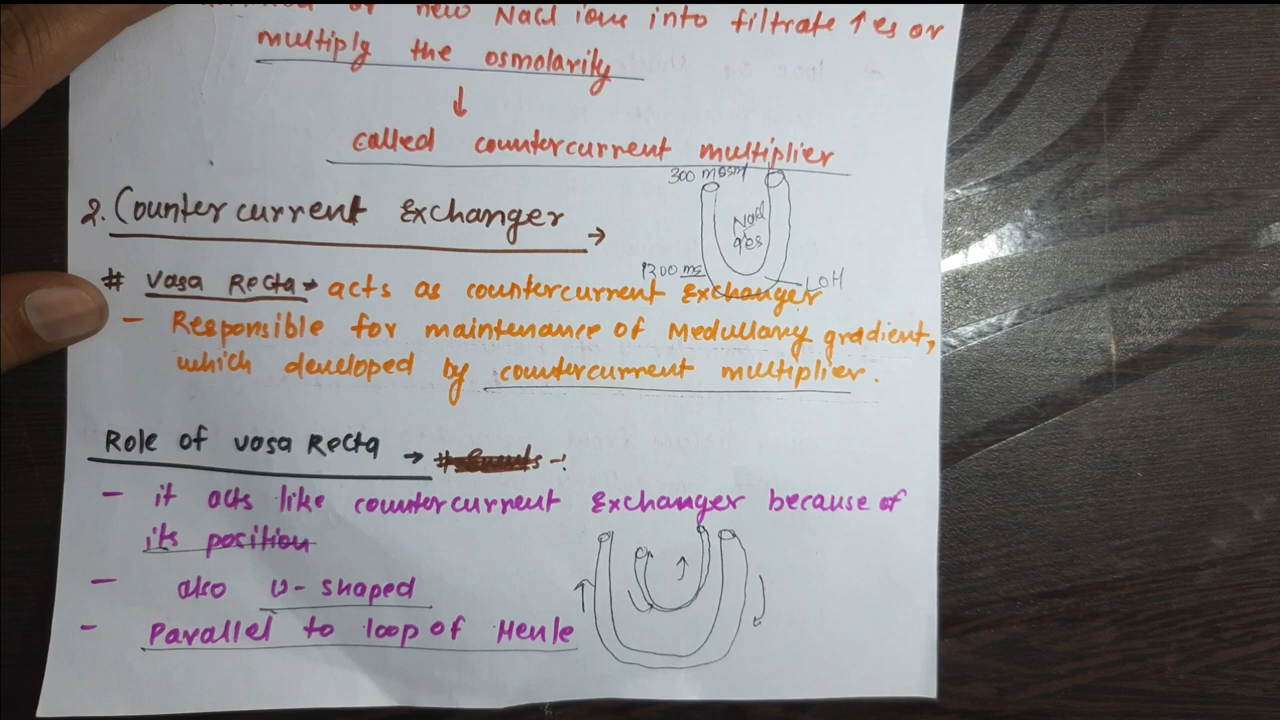 of new Nacl ions into filtrate ↑es or
multiply the osmolarity
↓
called countercurrent multiplier
300 mosm
2. Counter current Exchanger →
Nacl
1200 ms
LOH
# Vasa Recta → acts as countercurrent Exchanger
- Responsible for maintenance of Medullary gradient,
which developed by countercurrent multiplier.
Role of vasa Recta →
- it acts like countercurrent Exchanger because of
its position
- also U-shaped
- Parallel to loop of Henle